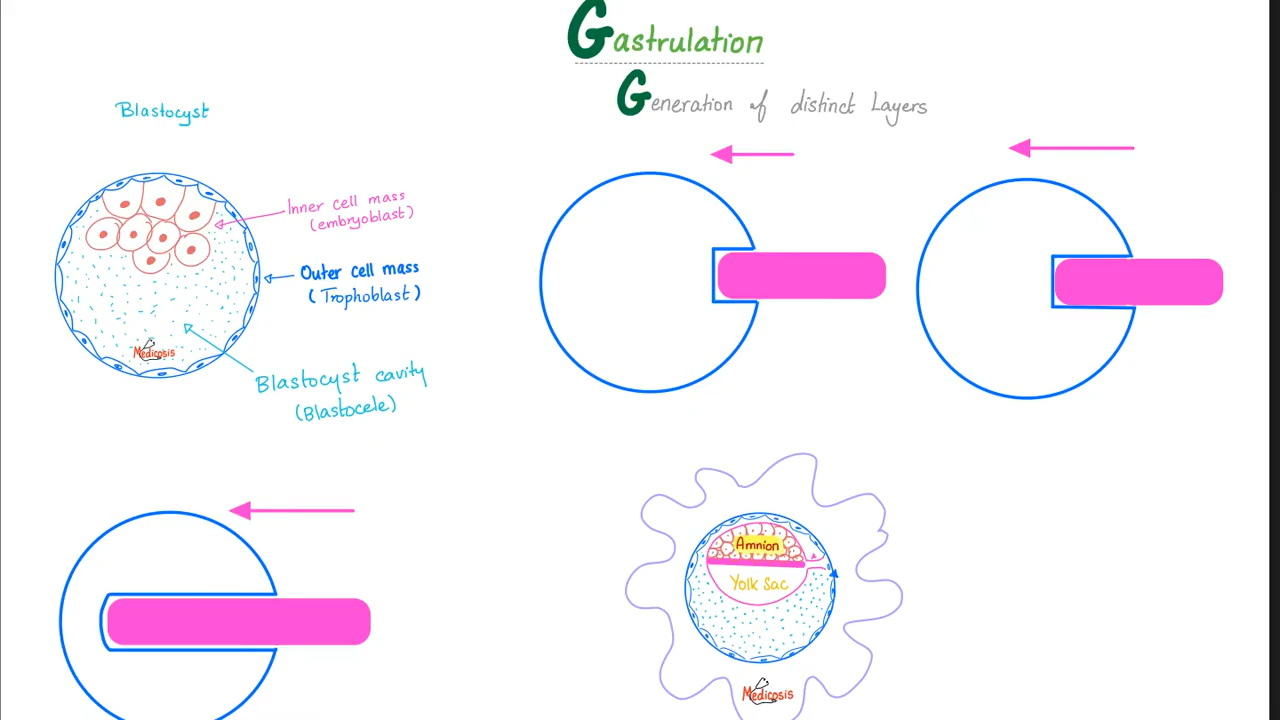 Gastrulation
Generation of distinct Layers
Blastocyst
Inner cell mass
(embryoblast)
Outer cell mass
(Trophoblast)
Medicosis
Blastocyst cavity
(Blastocele)
Amnion
Yolk Sac
Medicosis